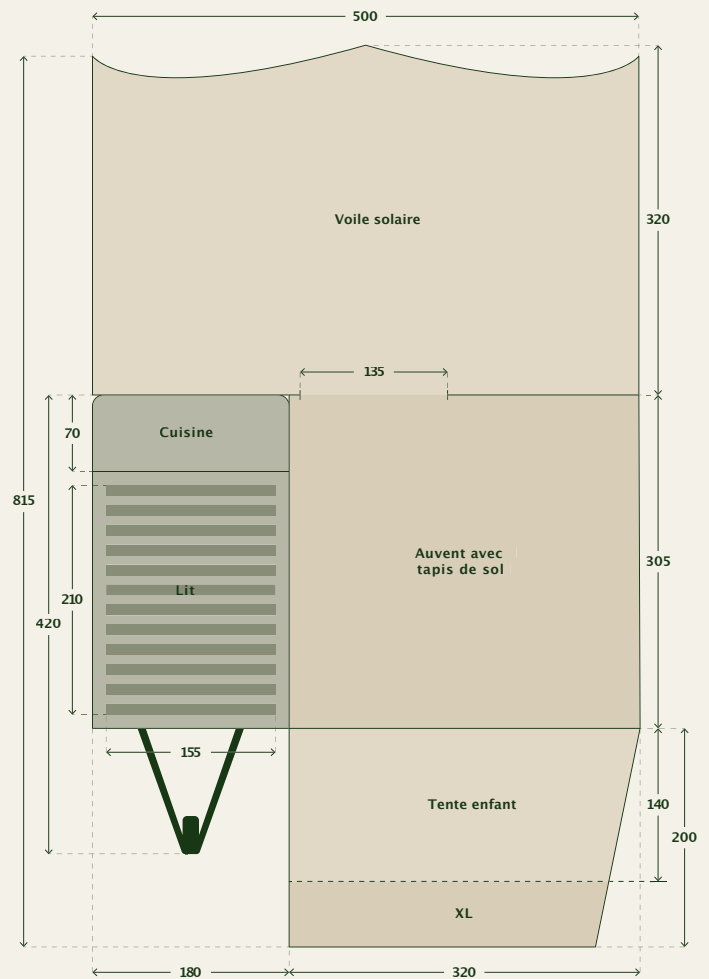 500
Voile solaire
320
135
Cuisine
70
815
Auvent avec
tapis de sol
305
Lit
210
420
155
Tente enfant
140
200
XL
180
320